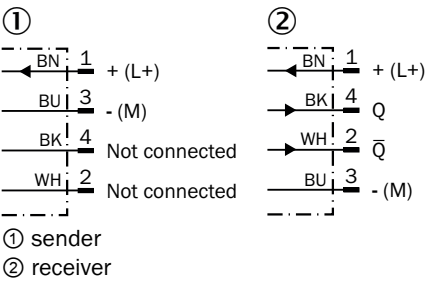 ①
BN 1 + (L+)
BU 3 - (M)
BK 4 Not connected
WH 2 Not connected
②
BN 1 + (L+)
BK 4 Q
WH 2 Q̅
BU 3 - (M)
① sender
② receiver